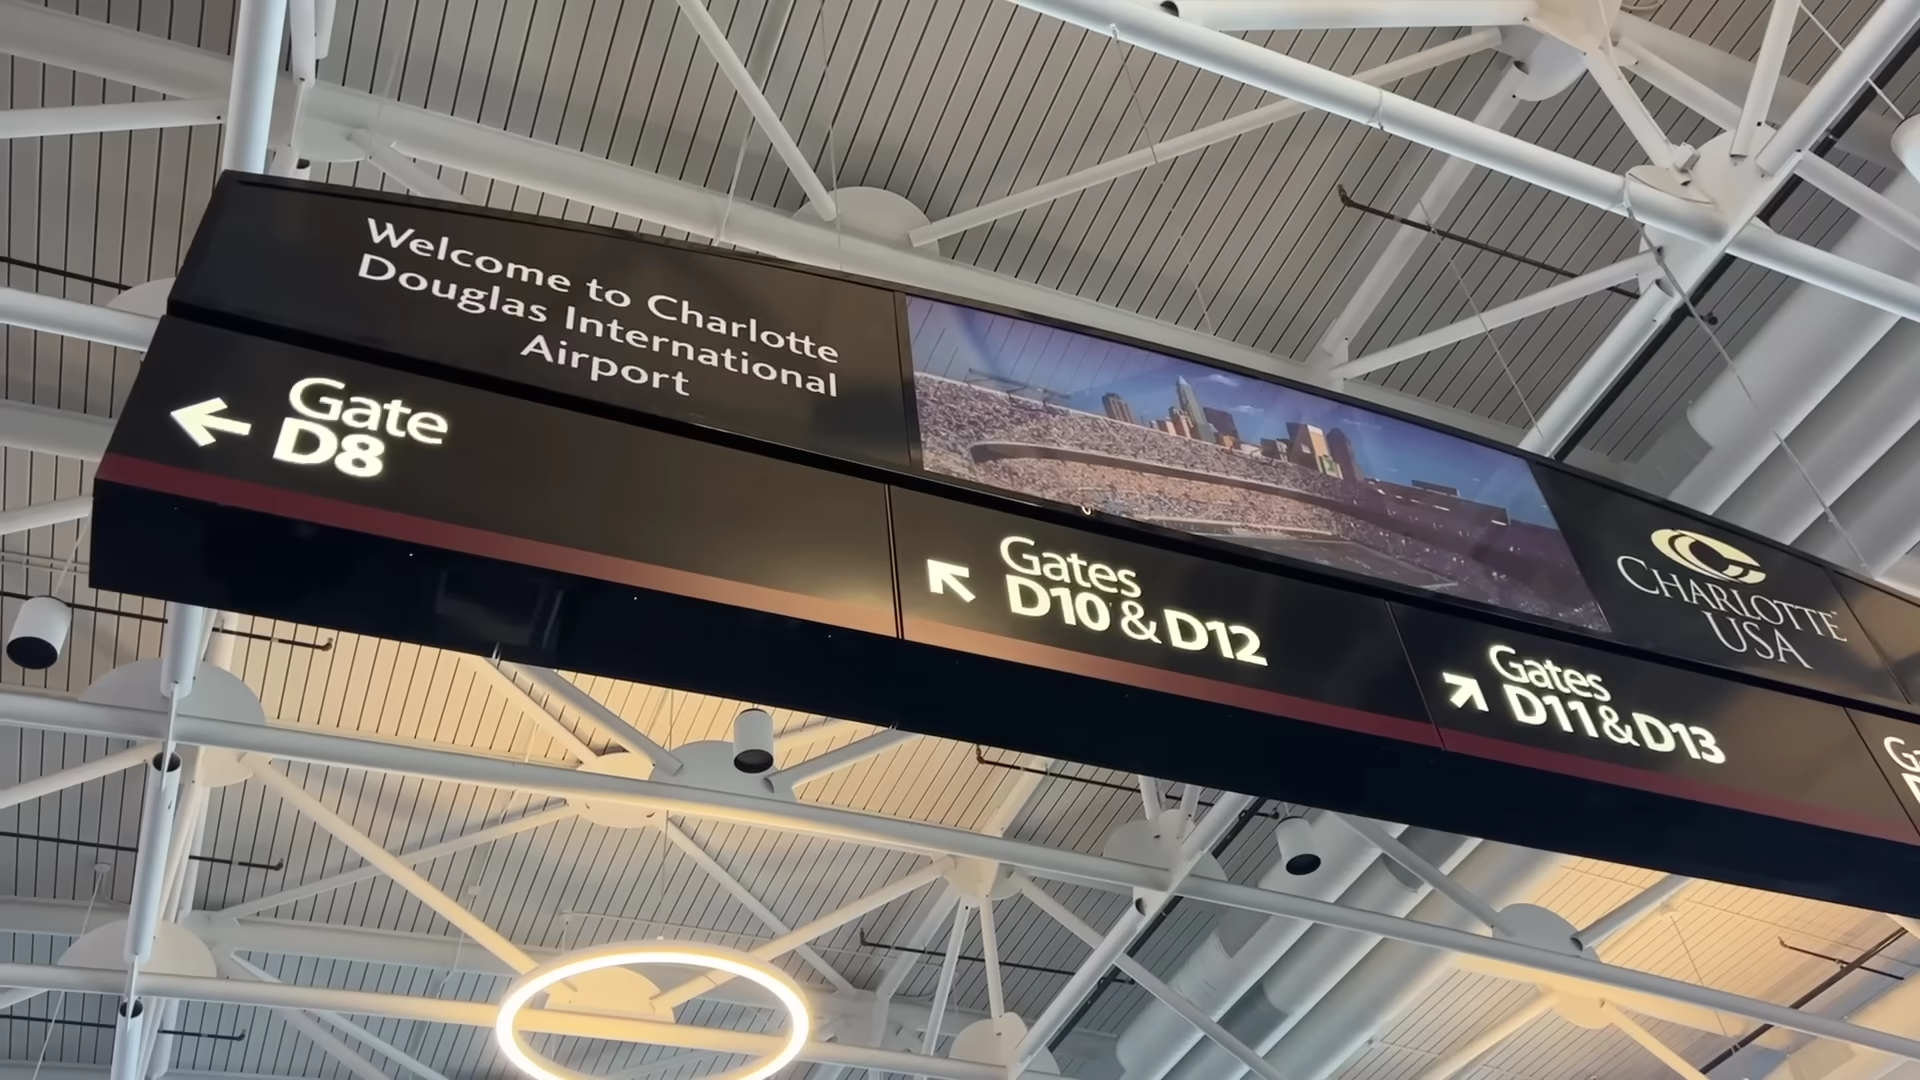 Welcome to Charlotte
Douglas International
Airport
Gate
D8
Gates
D10 & D12
CHARLOTTE
USA
Gates
D11 & D13